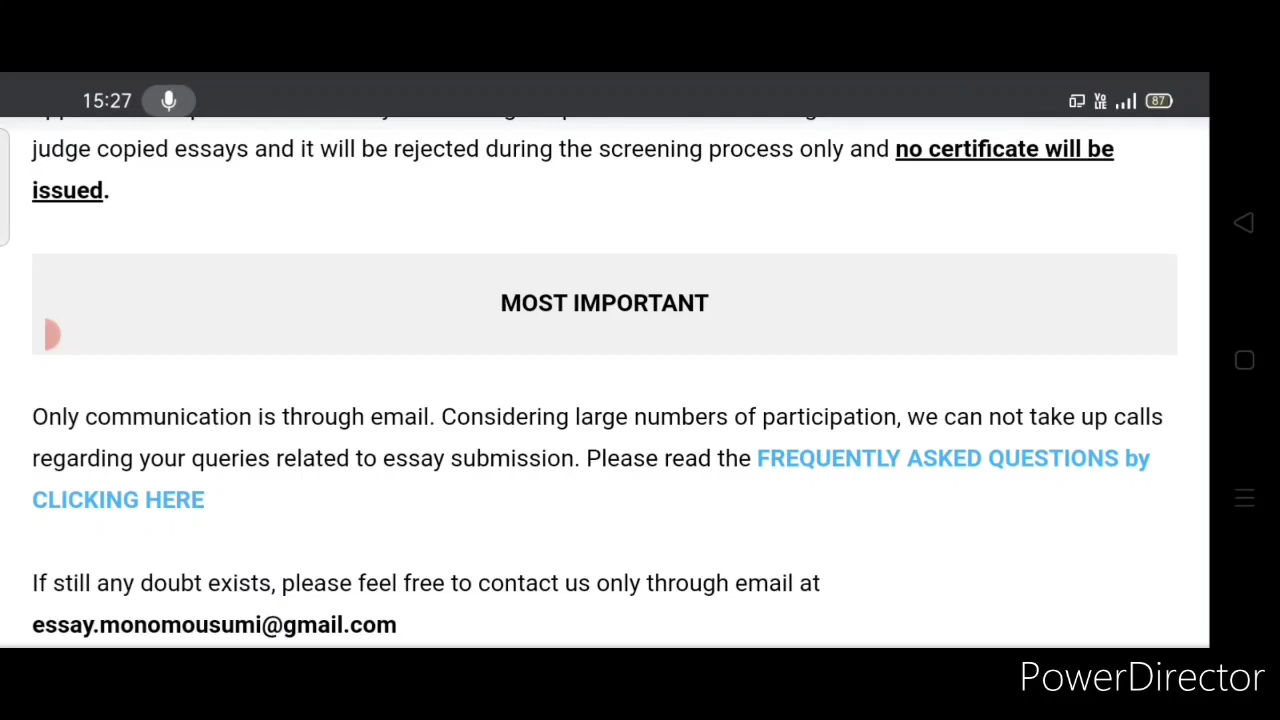 15:27
Vo LTE
87
judge copied essays and it will be rejected during the screening process only and no certificate will be
issued.
MOST IMPORTANT
Only communication is through email. Considering large numbers of participation, we can not take up calls
regarding your queries related to essay submission. Please read the FREQUENTLY ASKED QUESTIONS by
CLICKING HERE
If still any doubt exists, please feel free to contact us only through email at
essay.monomousumi@gmail.com
PowerDirector